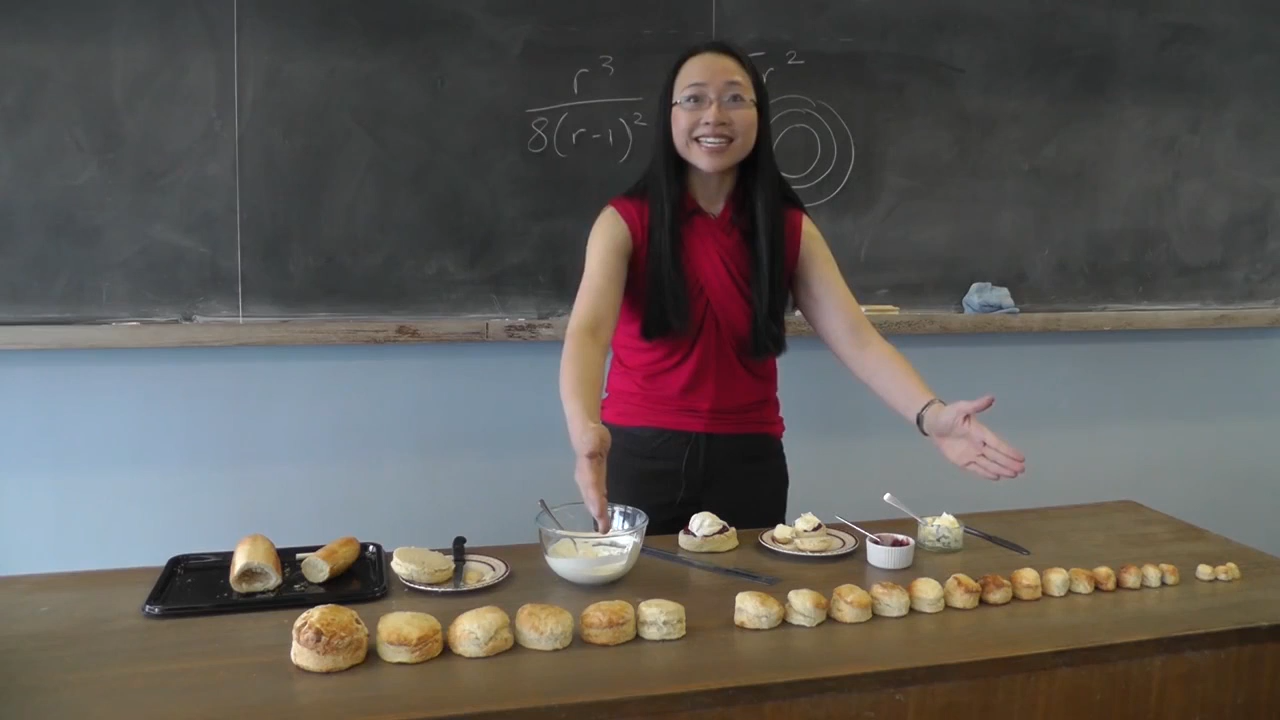 r³
8(r-1)²
r²